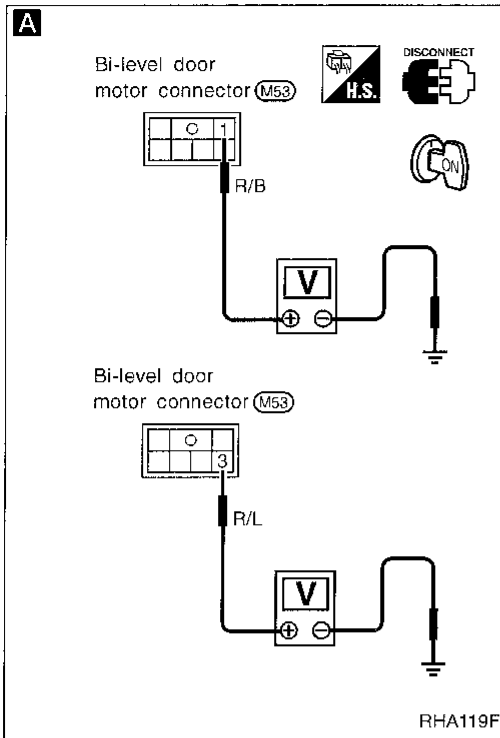 A
Bi-level door
motor connector M53
H.S.
DISCONNECT
ON
1
R/B
V
+ −
Bi-level door
motor connector M53
3
R/L
V
+ −
RHA119F